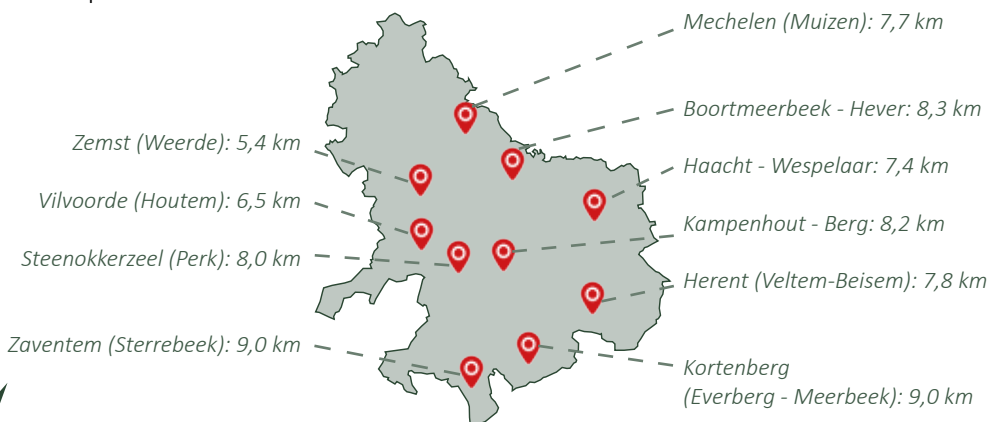 Mechelen (Muizen): 7,7 km
Boortmeerbeek - Hever: 8,3 km
Zemst (Weerde): 5,4 km
Haacht - Wespelaar: 7,4 km
Vilvoorde (Houtem): 6,5 km
Kampenhout - Berg: 8,2 km
Steenokkerzeel (Perk): 8,0 km
Herent (Veltem-Beisem): 7,8 km
Zaventem (Sterrebeek): 9,0 km
Kortenberg
(Everberg - Meerbeek): 9,0 km